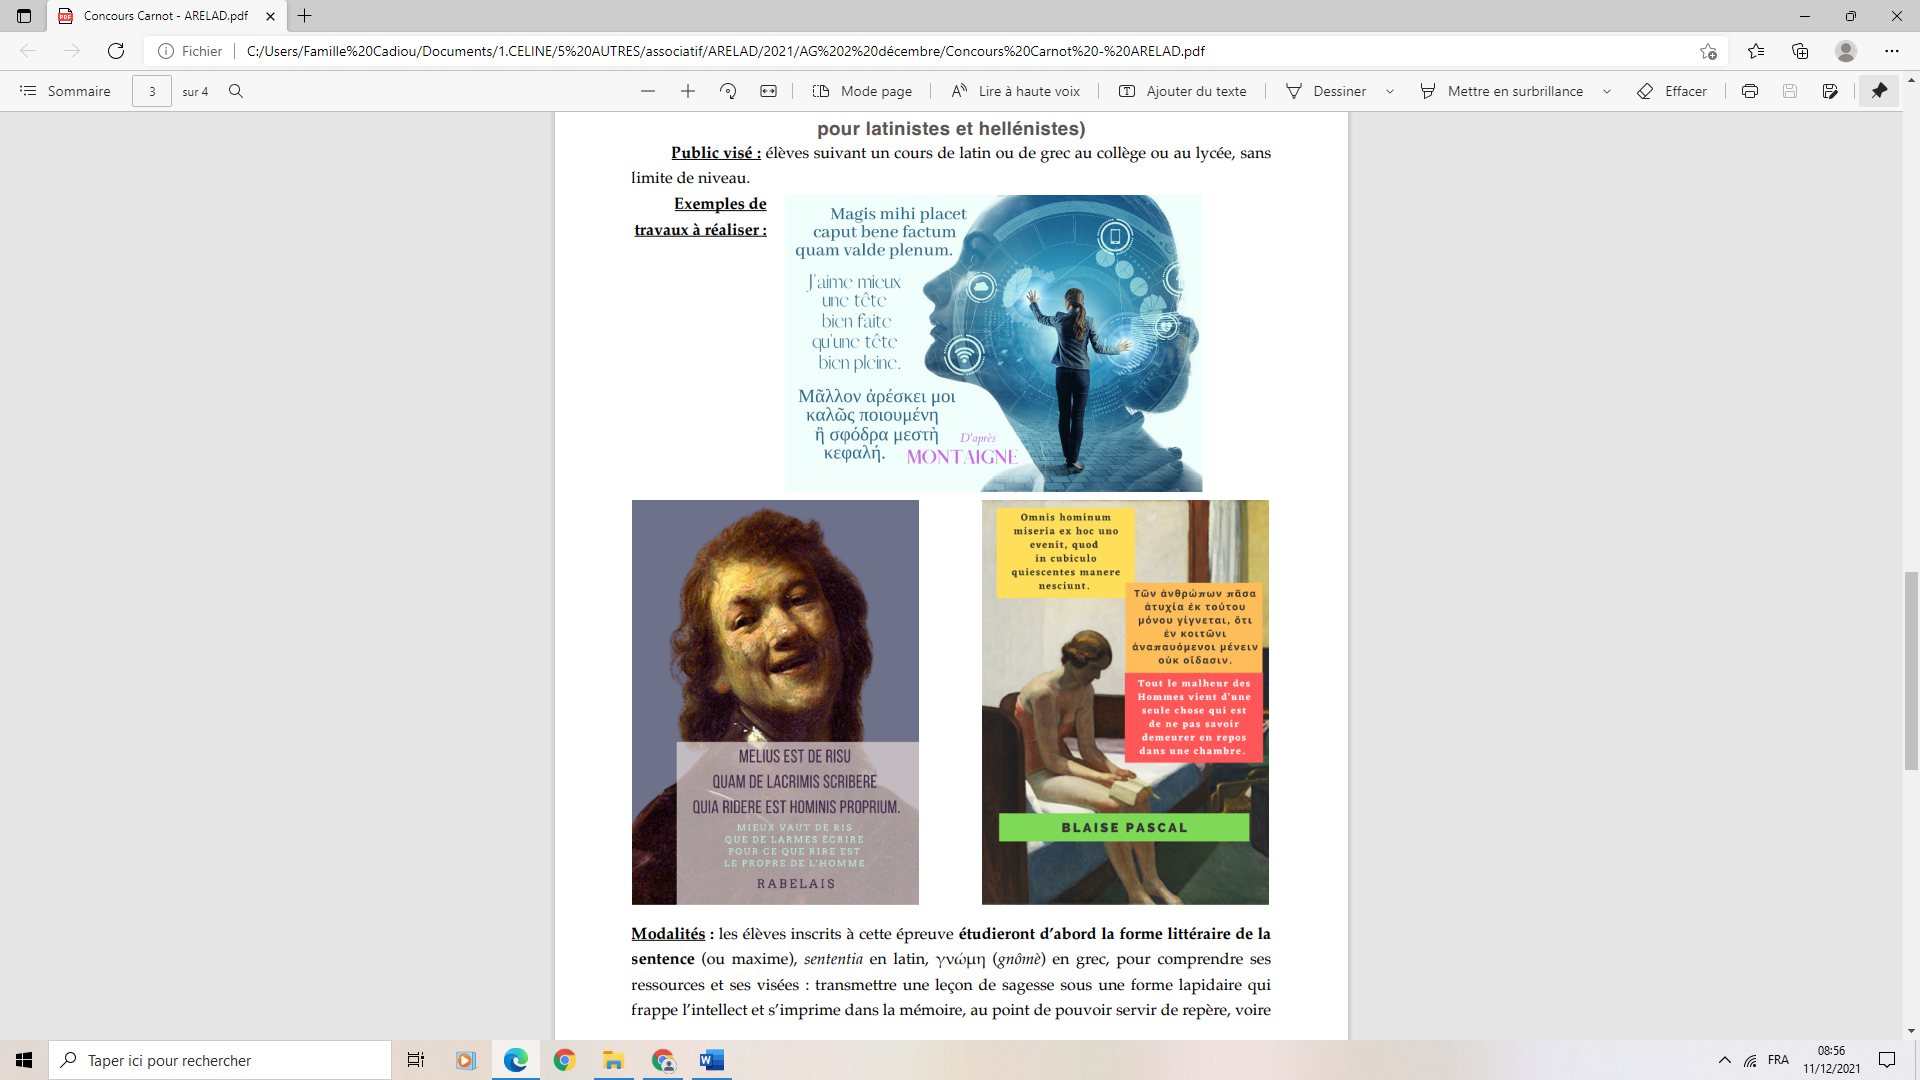 Concours Carnot - ARELAD.pdf
Fichier
C:/Users/Famille%20Cadiou/Documents/1.CELINE/5%20AUTRES/associatif/ARELAD/2021/AG%202%20décembre/Concours%20Carnot%20-%20ARELAD.pdf
Sommaire
3
sur 4
Mode page
Lire à haute voix
Ajouter du texte
Dessiner
Mettre en surbrillance
Effacer
pour latinistes et hellénistes)
Public visé : élèves suivant un cours de latin ou de grec au collège ou au lycée, sans
limite de niveau.
Exemples de
travaux à réaliser :
Magis mihi placet
caput bene factum
quam valde plenum.
J'aime mieux
une tête
bien faite
qu'une tête
bien pleine.
Μᾶλλον ἀρέσκει μοι
καλῶς ποιουμένη
ἢ σφόδρα μεστὴ
κεφαλή.
D'après
MONTAIGNE
MELIUS EST DE RISU
QUAM DE LACRIMIS SCRIBERE
QUIA RIDERE EST HOMINIS PROPRIUM.
MIEUX VAUT DE RIS
QUE DE LARMES ÉCRIRE
POUR CE QUE RIRE EST
LE PROPRE DE L'HOMME
RABELAIS
Omnis hominum
miseria ex hoc uno
evenit, quod
in cubiculo
quiescentes manere
nesciunt.
Τῶν ἀνθρώπων πᾶσα
ἀτυχία ἐκ τούτου
μόνου γίγνεται, ὅτι
ἐν κοιτῶνι
ἀναπαυόμενοι μένειν
οὐκ οἴδασιν.
Tout le malheur des
Hommes vient d'une
seule chose qui est
de ne pas savoir
demeurer en repos
dans une chambre.
BLAISE PASCAL
Modalités : les élèves inscrits à cette épreuve étudieront d’abord la forme littéraire de la
sentence (ou maxime), sententia en latin, γνώμη (gnômè) en grec, pour comprendre ses
ressources et ses visées : transmettre une leçon de sagesse sous une forme lapidaire qui
frappe l’intellect et s’imprime dans la mémoire, au point de pouvoir servir de repère, voire
Taper ici pour rechercher
FRA
08:56
11/12/2021